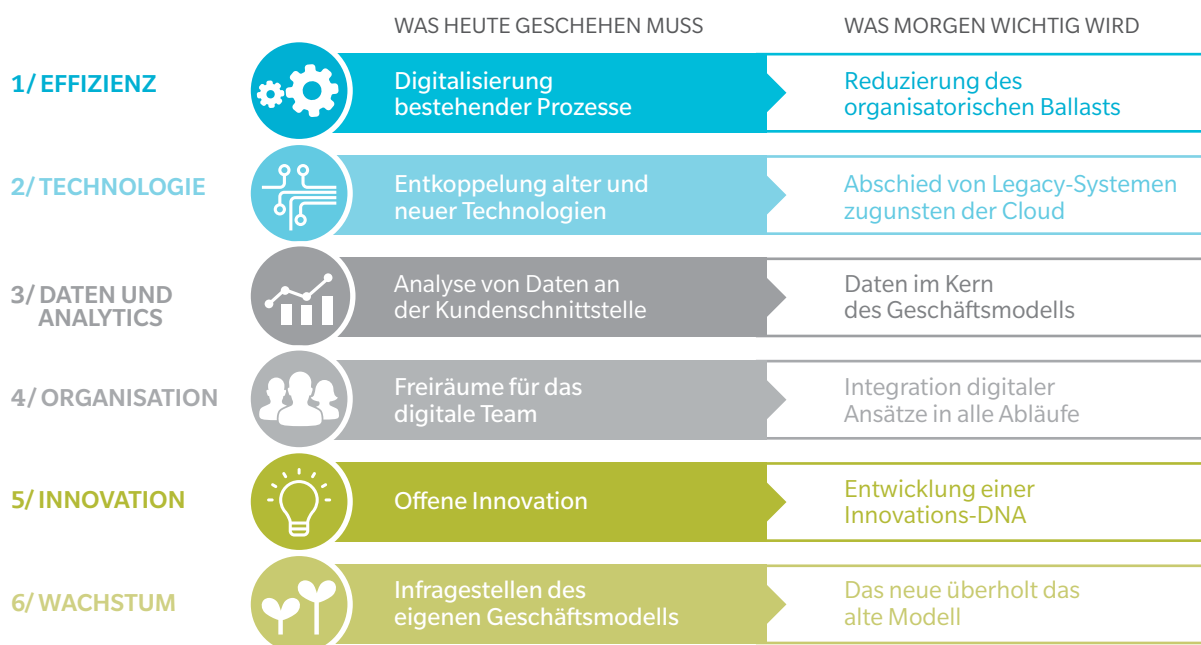 WAS HEUTE GESCHEHEN MUSS
WAS MORGEN WICHTIG WIRD
1/ EFFIZIENZ
Digitalisierung
bestehender Prozesse
Reduzierung des
organisatorischen Ballasts
2/ TECHNOLOGIE
Entkoppelung alter und
neuer Technologien
Abschied von Legacy-Systemen
zugunsten der Cloud
3/ DATEN UND
ANALYTICS
Analyse von Daten an
der Kundenschnittstelle
Daten im Kern
des Geschäftsmodells
4/ ORGANISATION
Freiräume für das
digitale Team
Integration digitaler
Ansätze in alle Abläufe
5/ INNOVATION
Offene Innovation
Entwicklung einer
Innovations-DNA
6/ WACHSTUM
Infragestellen des
eigenen Geschäftsmodells
Das neue überholt das
alte Modell